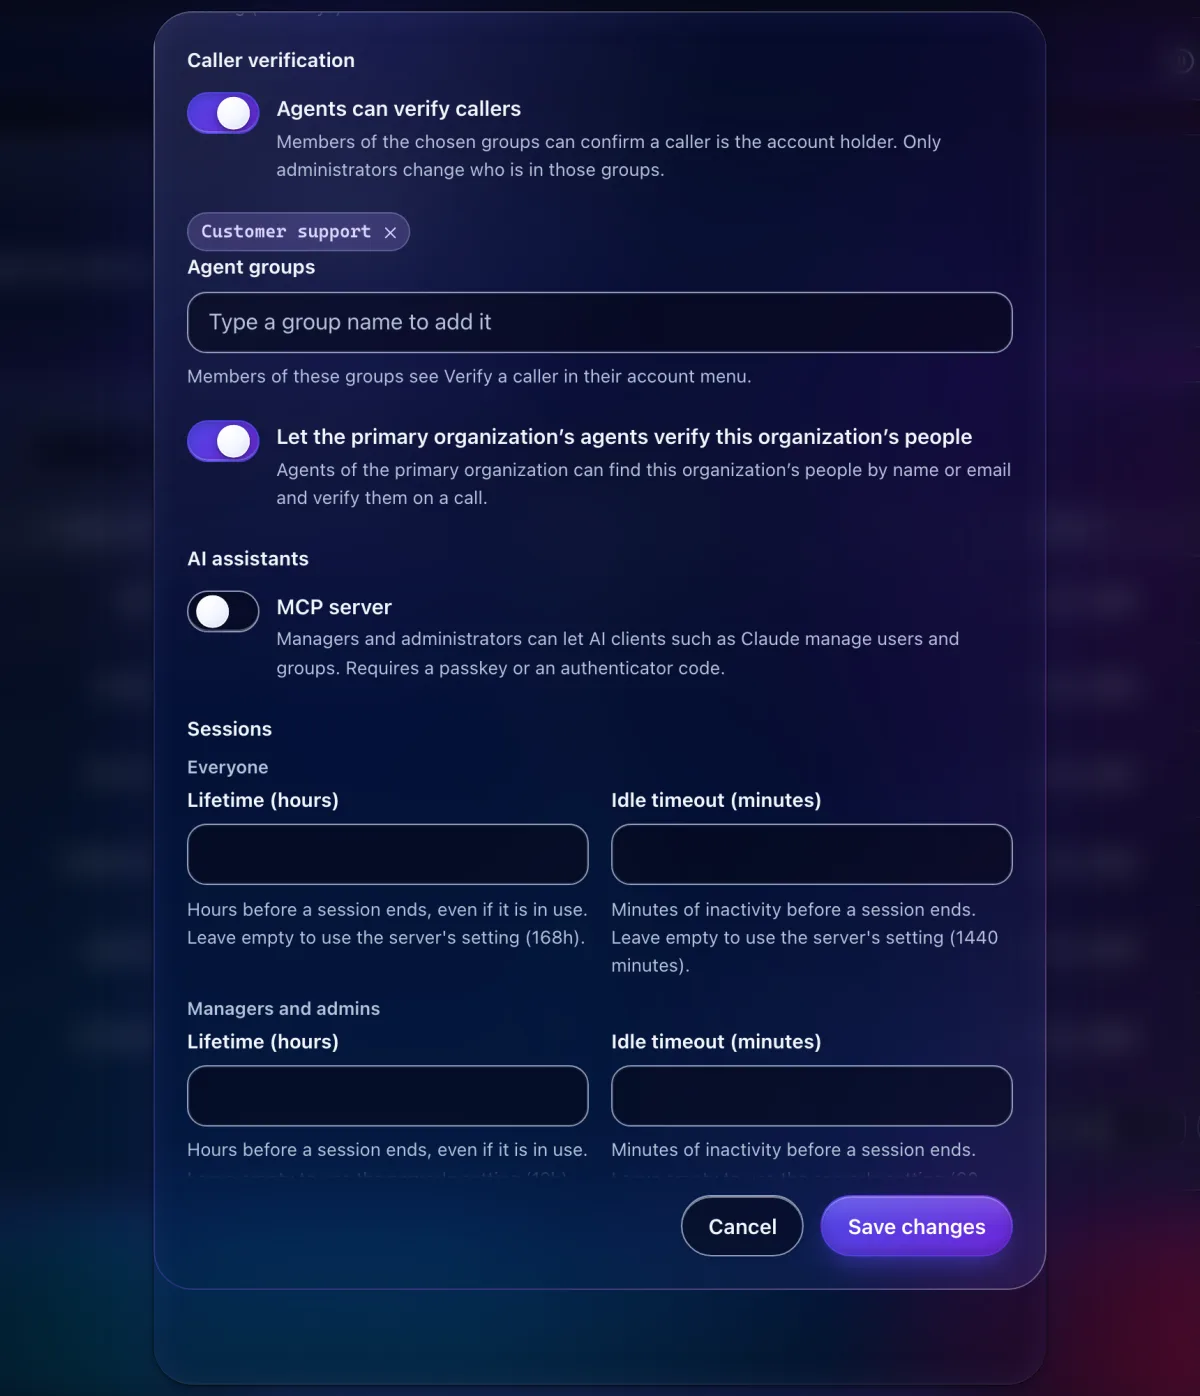 Caller verification
Agents can verify callers
Members of the chosen groups can confirm a caller is the account holder. Only
administrators change who is in those groups.
Customer support ×
Agent groups
Type a group name to add it
Members of these groups see Verify a caller in their account menu.
Let the primary organization’s agents verify this organization’s people
Agents of the primary organization can find this organization’s people by name or email
and verify them on a call.
AI assistants
MCP server
Managers and administrators can let AI clients such as Claude manage users and
groups. Requires a passkey or an authenticator code.
Sessions
Everyone
Lifetime (hours)
Idle timeout (minutes)
Hours before a session ends, even if it is in use.
Leave empty to use the server's setting (168h).
Minutes of inactivity before a session ends.
Leave empty to use the server's setting (1440
minutes).
Managers and admins
Lifetime (hours)
Idle timeout (minutes)
Hours before a session ends, even if it is in use.
Minutes of inactivity before a session ends.
Cancel
Save changes